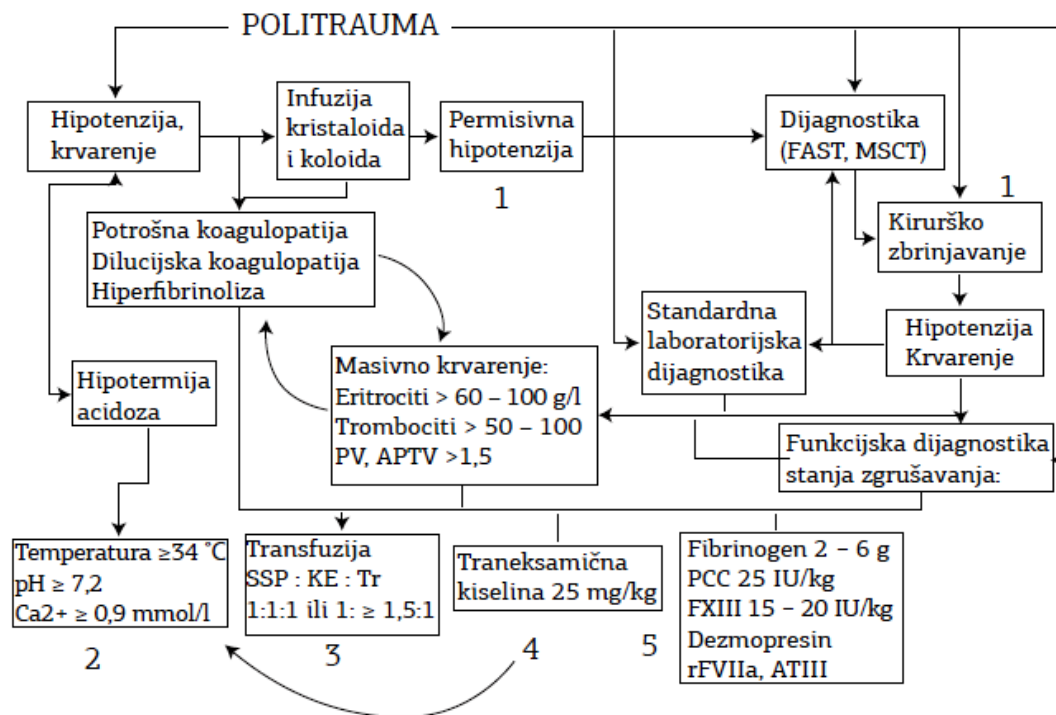 POLITRAUMA
Hipotenzija,
krvarenje
Infuzija
kristaloida
i koloida
Permisivna
hipotenzija
1
Dijagnostika
(FAST, MSCT)
1
Kirurško
zbrinjavanje
Potrošna koagulopatija
Dilucijska koagulopatija
Hiperfibrinoliza
Standardna
laboratorijska
dijagnostika
Hipotenzija
Krvarenje
Hipotermija
acidoza
Masivno krvarenje:
Eritrociti > 60 – 100 g/l
Trombociti > 50 – 100
PV, APTV >1,5
Funkcijska dijagnostika
stanja zgrušavanja:
Temperatura ≥34 °C
pH ≥ 7,2
Ca2+ ≥ 0,9 mmol/l
2
Transfuzija
SSP : KE : Tr
1:1:1 ili 1: ≥ 1,5:1
3
Traneksamična
kiselina 25 mg/kg
4
5
Fibrinogen 2 – 6 g
PCC 25 IU/kg
FXIII 15 – 20 IU/kg
Dezmopresin
rFVIIa, ATIII